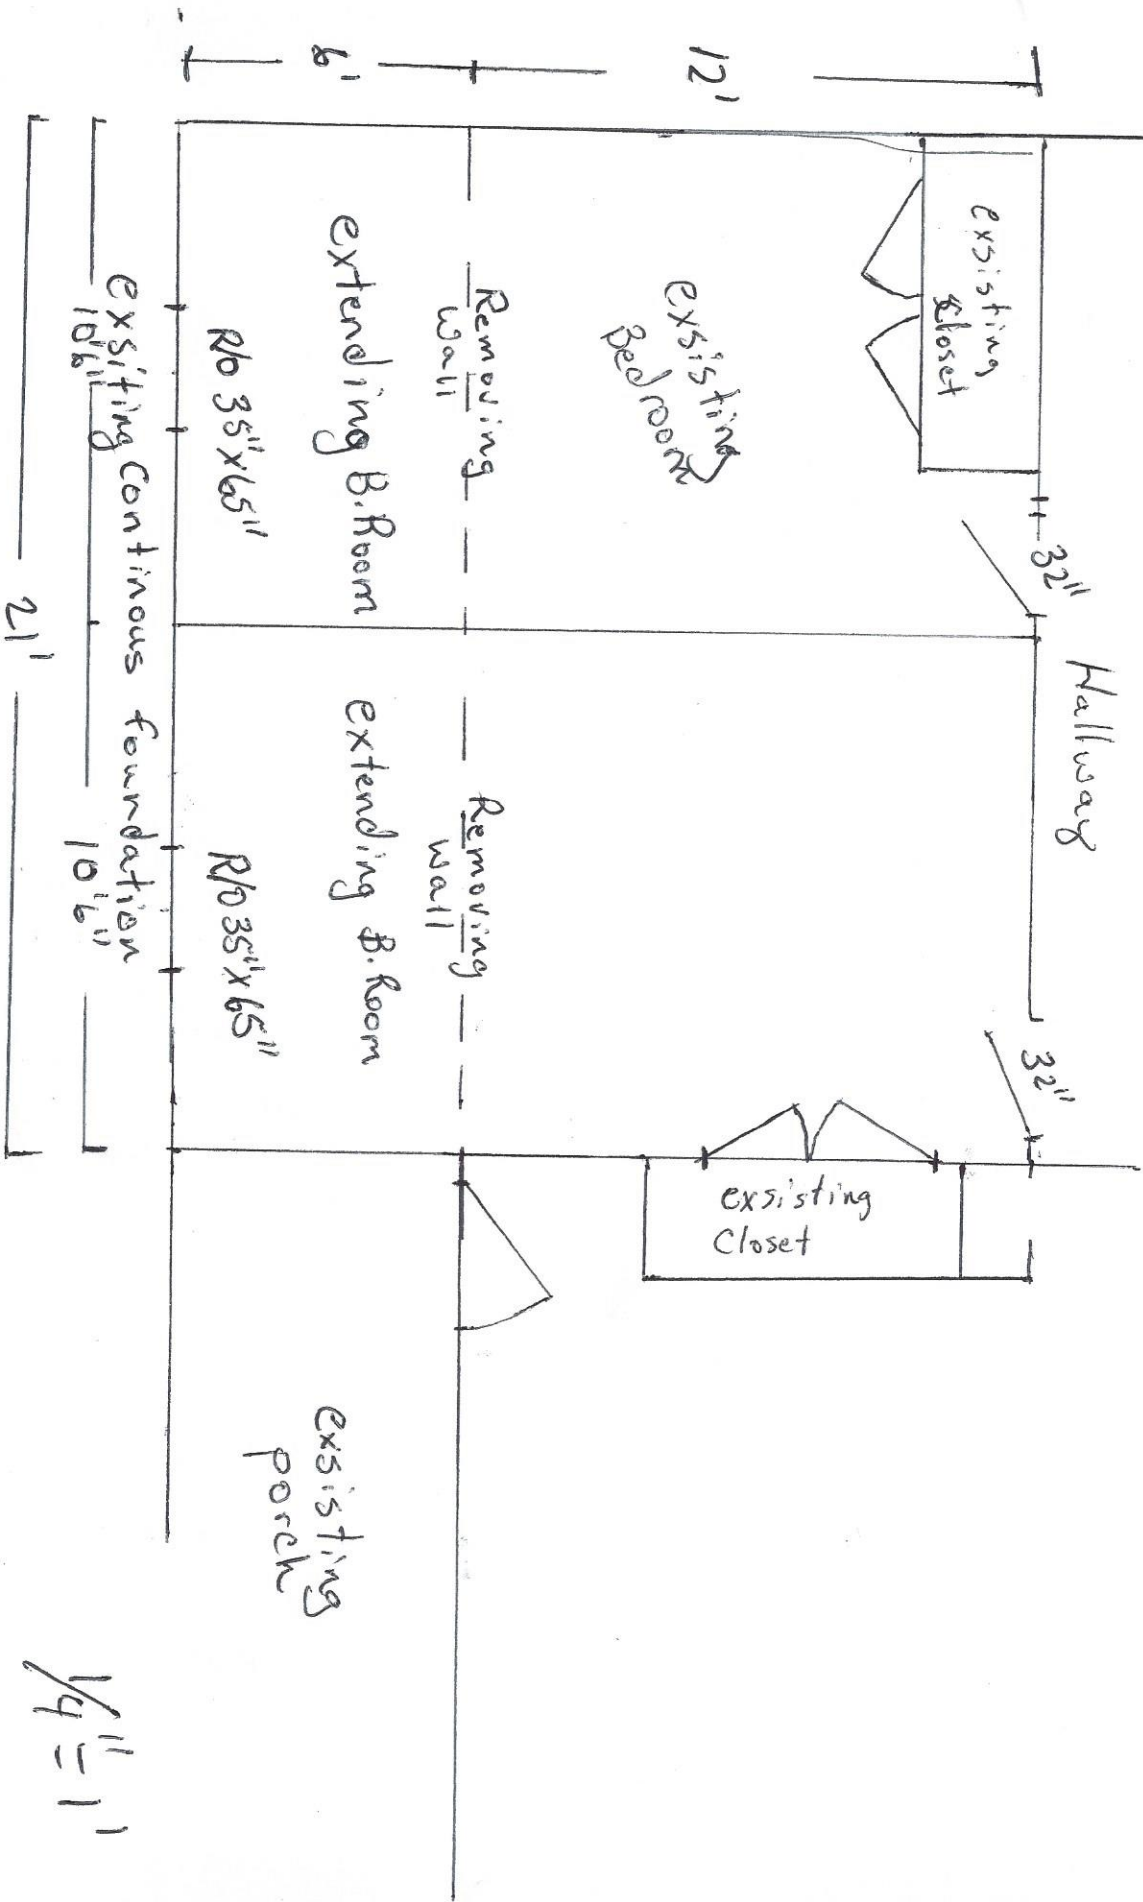 Hallway
32"
32"
exsisting
closet
exsisting
Closet
12'
exsisting
Bedroom
Removing
wall
Removing
wall
6'
extending B.Room
extending B.Room
R/O 35"x65"
R/O 35"x65"
exsisting
porch
exsiting Continous foundation
10'6"
10'6"
21'
1/4"=1'